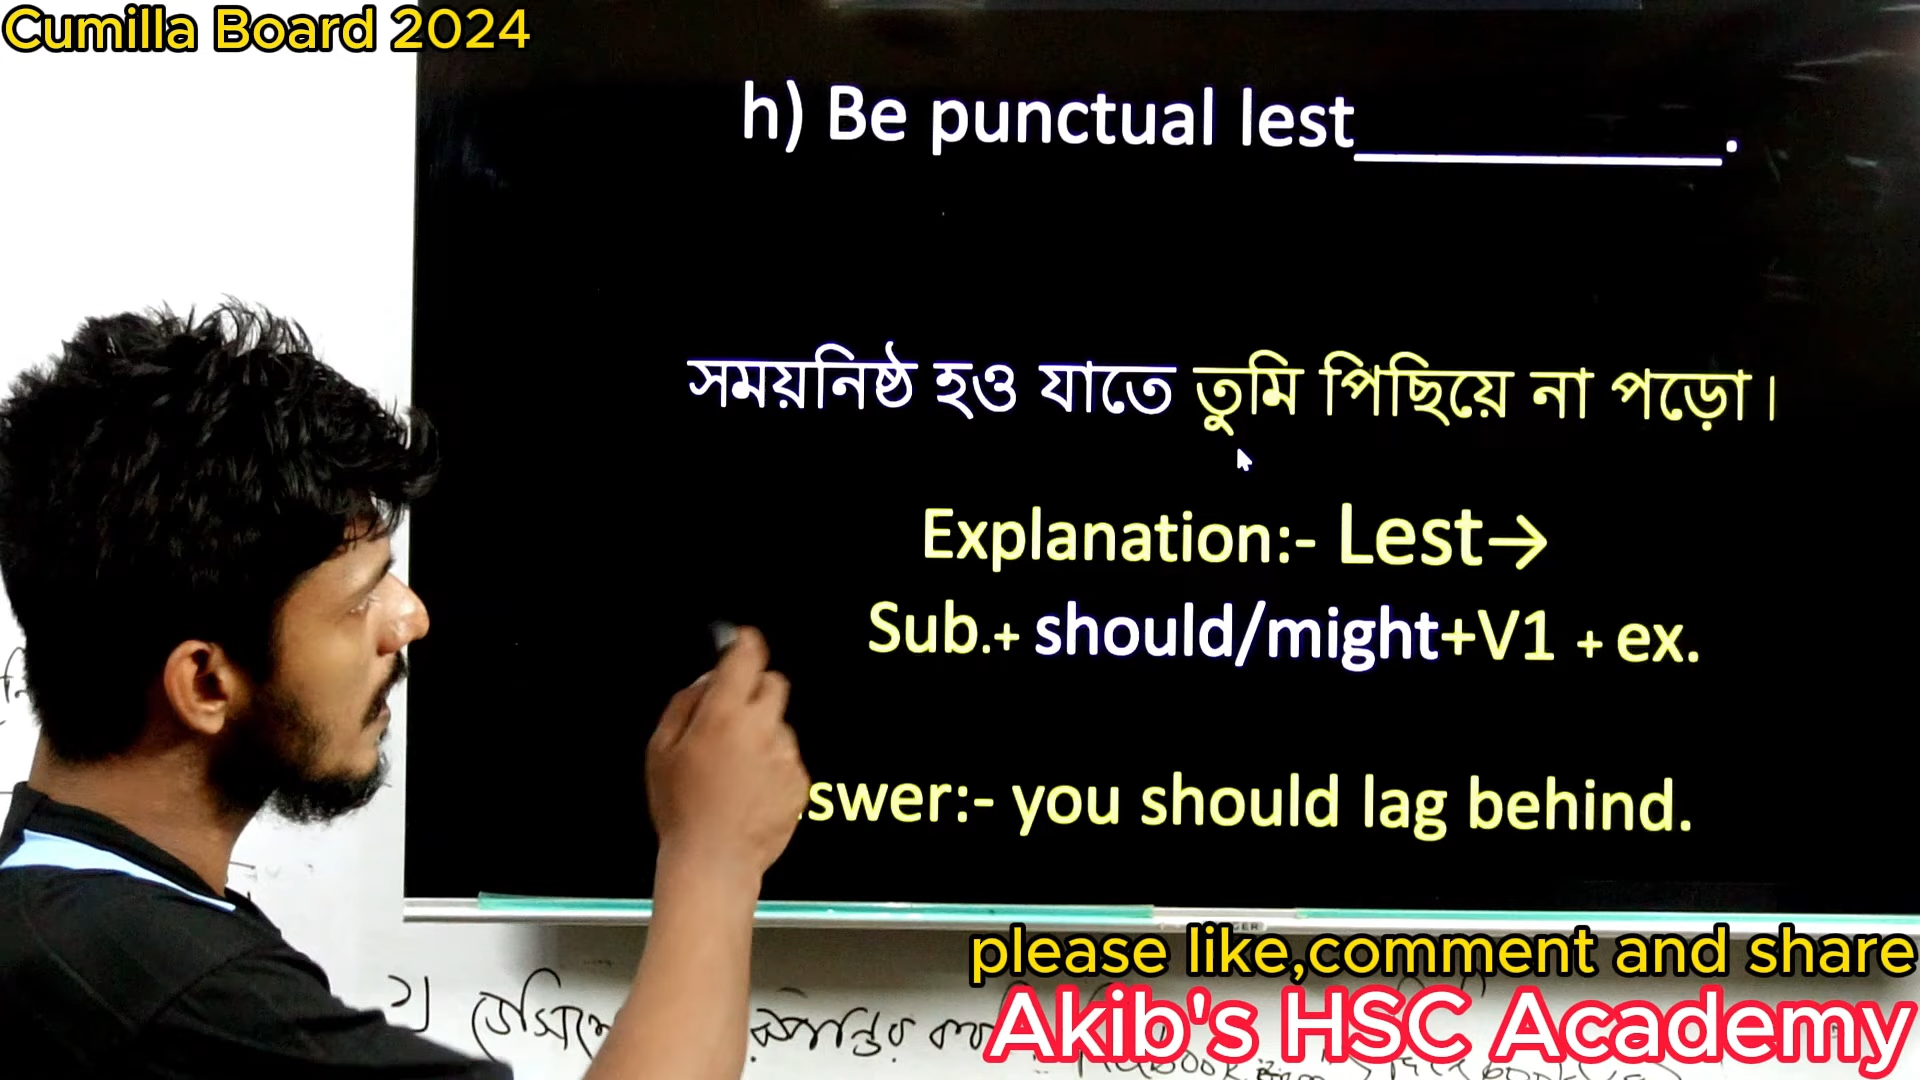 Cumilla Board 2024
h) Be punctual lest__________.
সময়নিষ্ঠ হও যাতে তুমি পিছিয়ে না পড়ো।
Explanation:- Lest→
Sub.+ should/might+V1 + ex.
swer:- you should lag behind.
please like,comment and share
Akib's HSC Academy